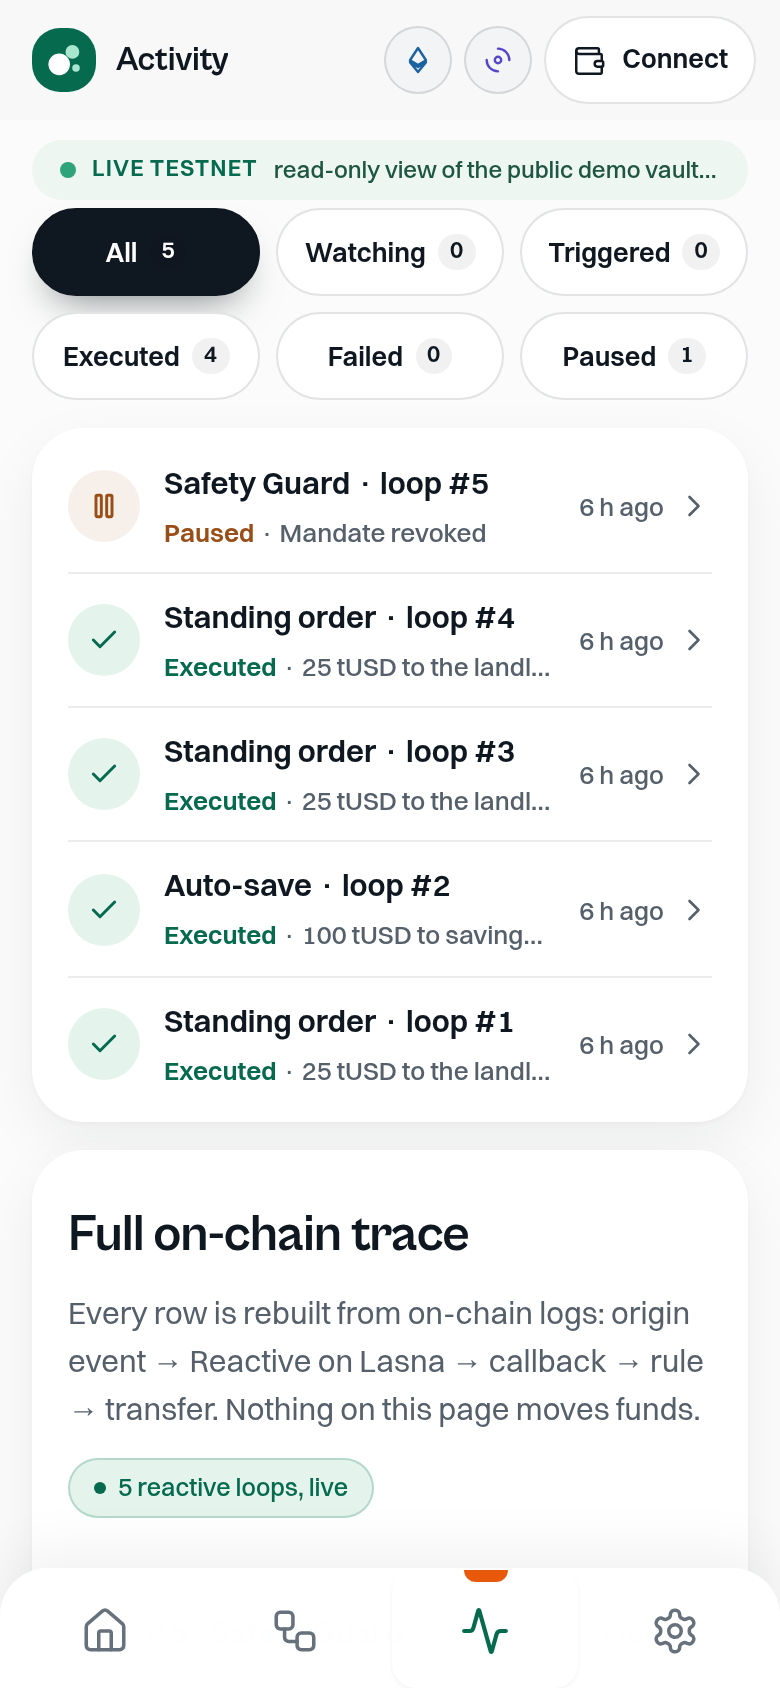 Activity
Connect
LIVE TESTNET read-only view of the public demo vault...
All 5
Watching 0
Triggered 0
Executed 4
Failed 0
Paused 1
Safety Guard · loop #5
Paused · Mandate revoked
6 h ago
Standing order · loop #4
Executed · 25 tUSD to the landl...
6 h ago
Standing order · loop #3
Executed · 25 tUSD to the landl...
6 h ago
Auto-save · loop #2
Executed · 100 tUSD to saving...
6 h ago
Standing order · loop #1
Executed · 25 tUSD to the landl...
6 h ago
Full on-chain trace
Every row is rebuilt from on-chain logs: origin
event → Reactive on Lasna → callback → rule
→ transfer. Nothing on this page moves funds.
5 reactive loops, live